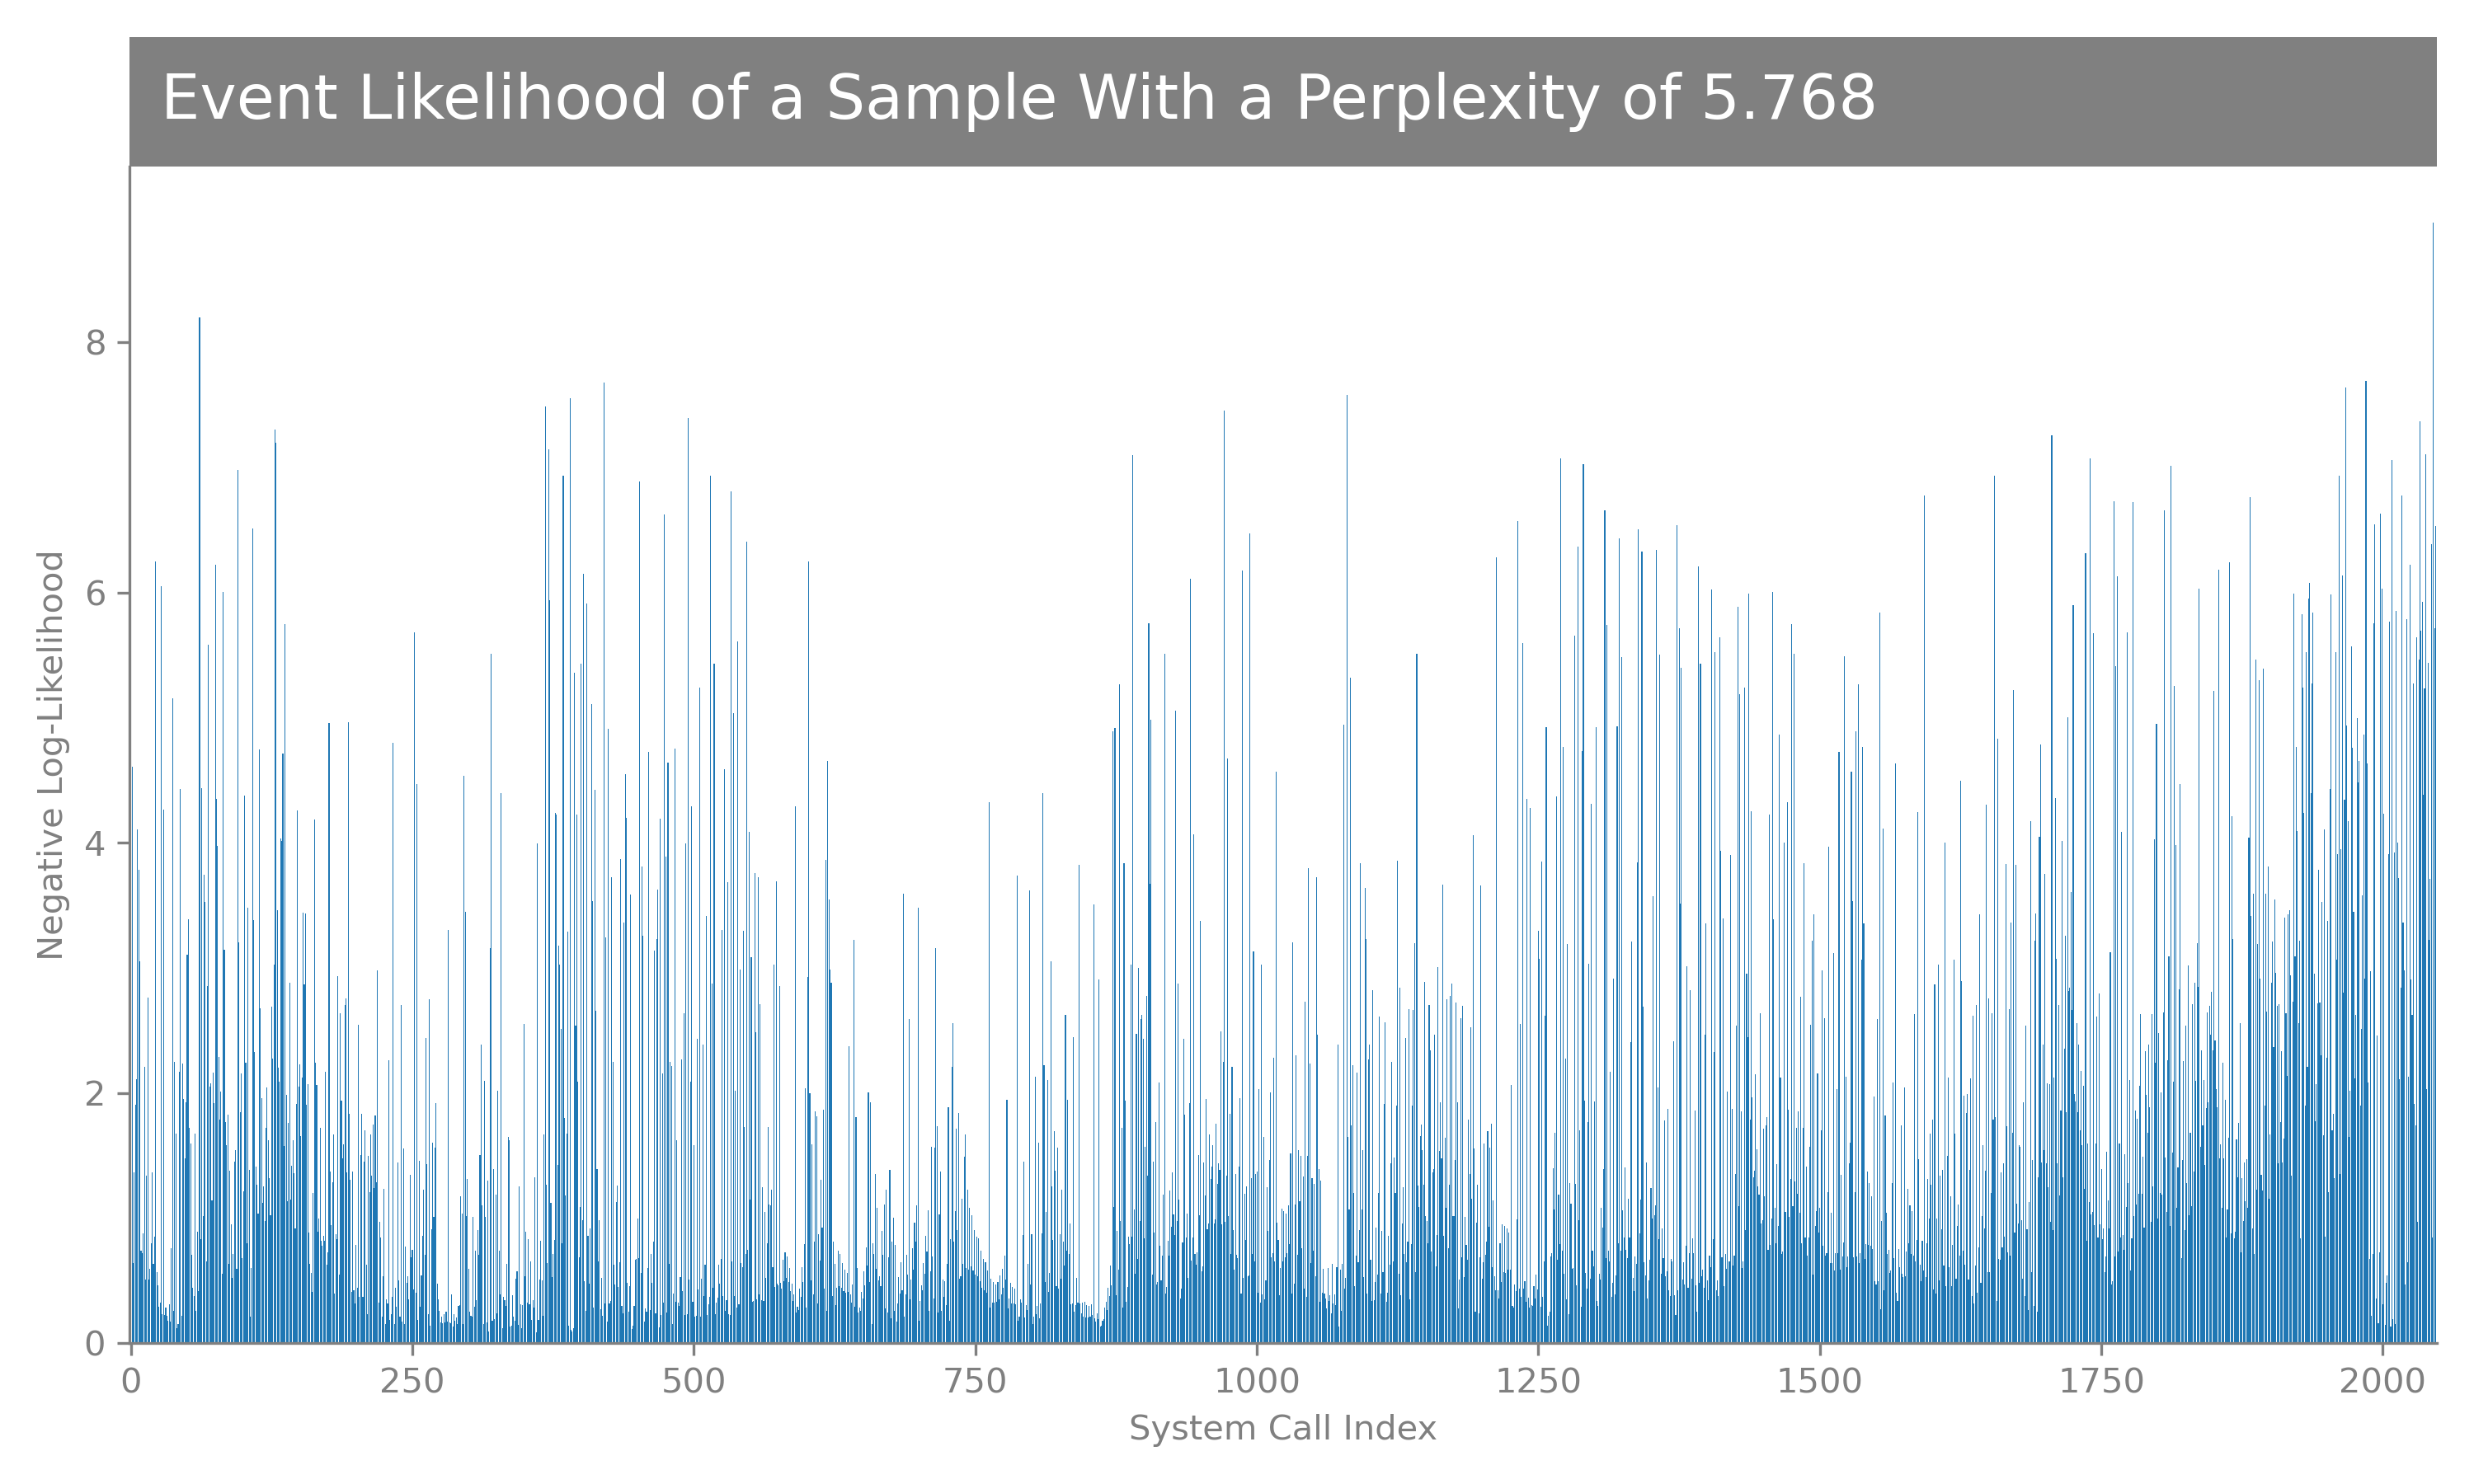 Event Likelihood of a Sample With a Perplexity of 5.768
8
6
4
2
0
Negative Log-Likelihood
0 250 500 750 1000 1250 1500 1750 2000
System Call Index